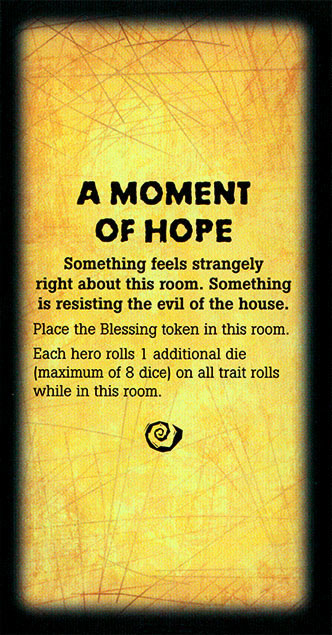 A MOMENT
OF HOPE
Something feels strangely
right about this room. Something
is resisting the evil of the house.
Place the Blessing token in this room.
Each hero rolls 1 additional die
(maximum of 8 dice) on all trait rolls
while in this room.